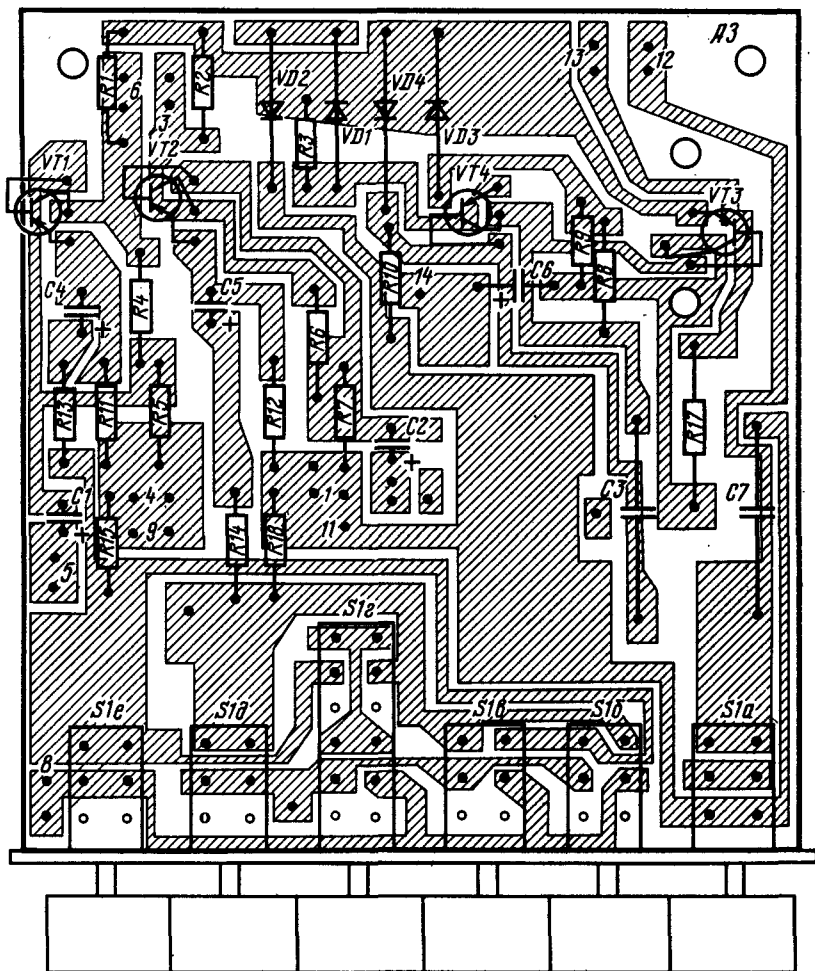 А3
R1
6
R2
3
VD2
VD4
13
12
R3
VD1
VD3
VT1
VT2
VT4
VT3
R9
R8
C4
+
R4
C5
+
R10
14
C6
+
R6
R13
R11
R5
R12
R7
C2
+
R17
C1
+
4
9
R15
5
R14
R16
1
11
C3
C7
S1г
S1е
S1д
S1в
S1б
S1а
8